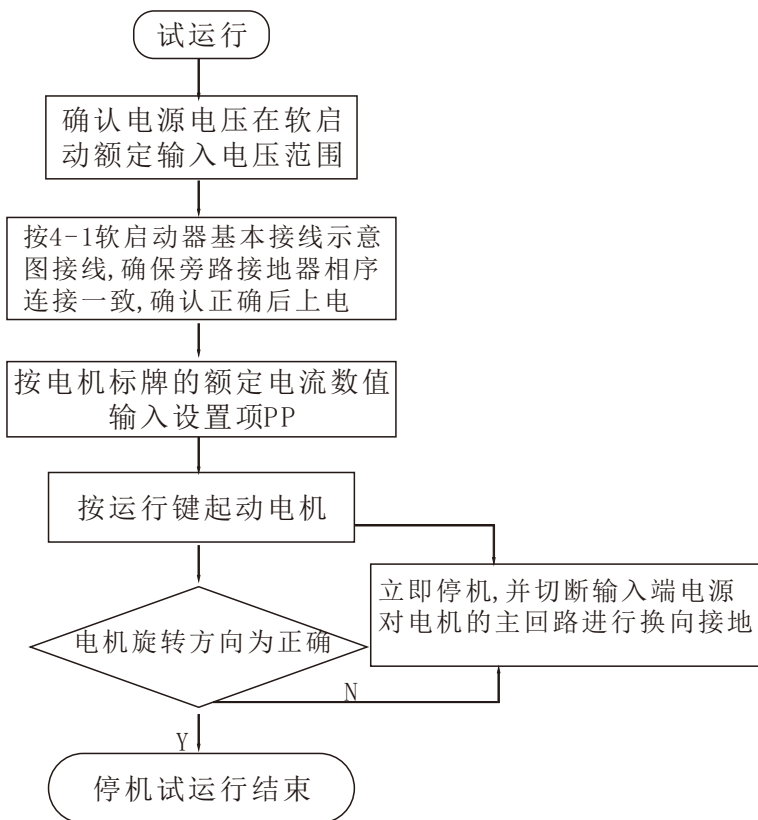 试运行
确认电源电压在软启
动额定输入电压范围
按4-1软启动器基本接线示意
图接线,确保旁路接地器相序
连接一致,确认正确后上电
按电机标牌的额定电流数值
输入设置项PP
按运行键起动电机
立即停机,并切断输入端电源
对电机的主回路进行换向接地
电机旋转方向为正确
N
Y
停机试运行结束